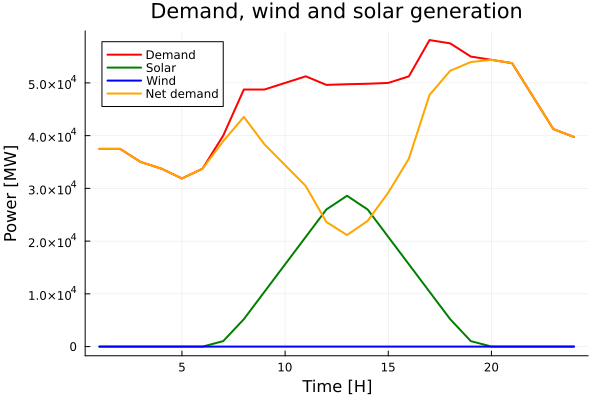 Demand, wind and solar generation
Demand
Solar
Wind
Net demand
Power [MW]
5.0×10⁴
4.0×10⁴
3.0×10⁴
2.0×10⁴
1.0×10⁴
0
5 10 15 20
Time [H]